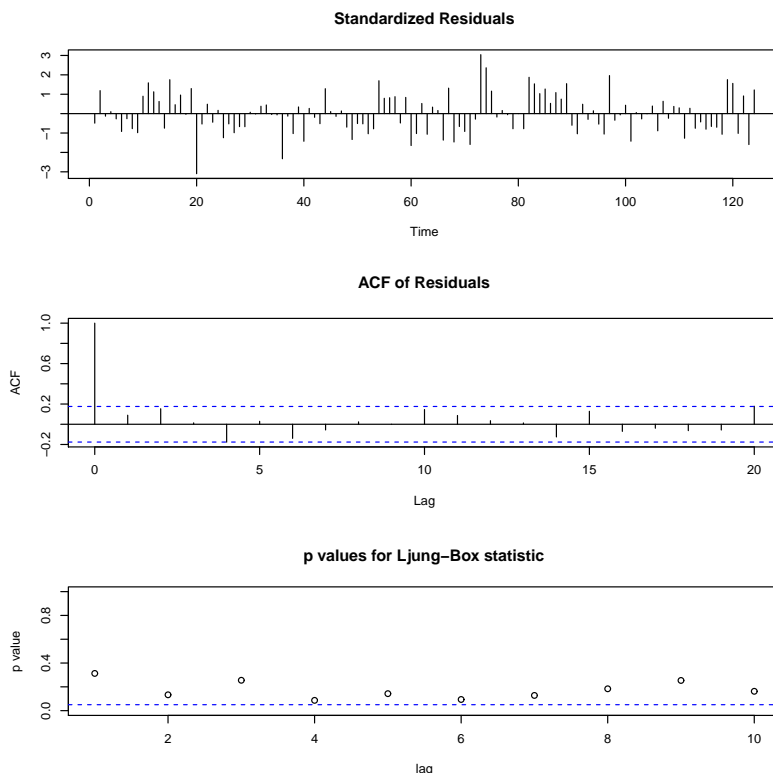 Standardized Residuals
3
2
1
−1
−3
0 20 40 60 80 100 120
Time
ACF of Residuals
ACF
1.0
0.6
0.2
−0.2
0 5 10 15 20
Lag
p values for Ljung−Box statistic
p value
0.8
0.4
0.0
2 4 6 8 10
lag